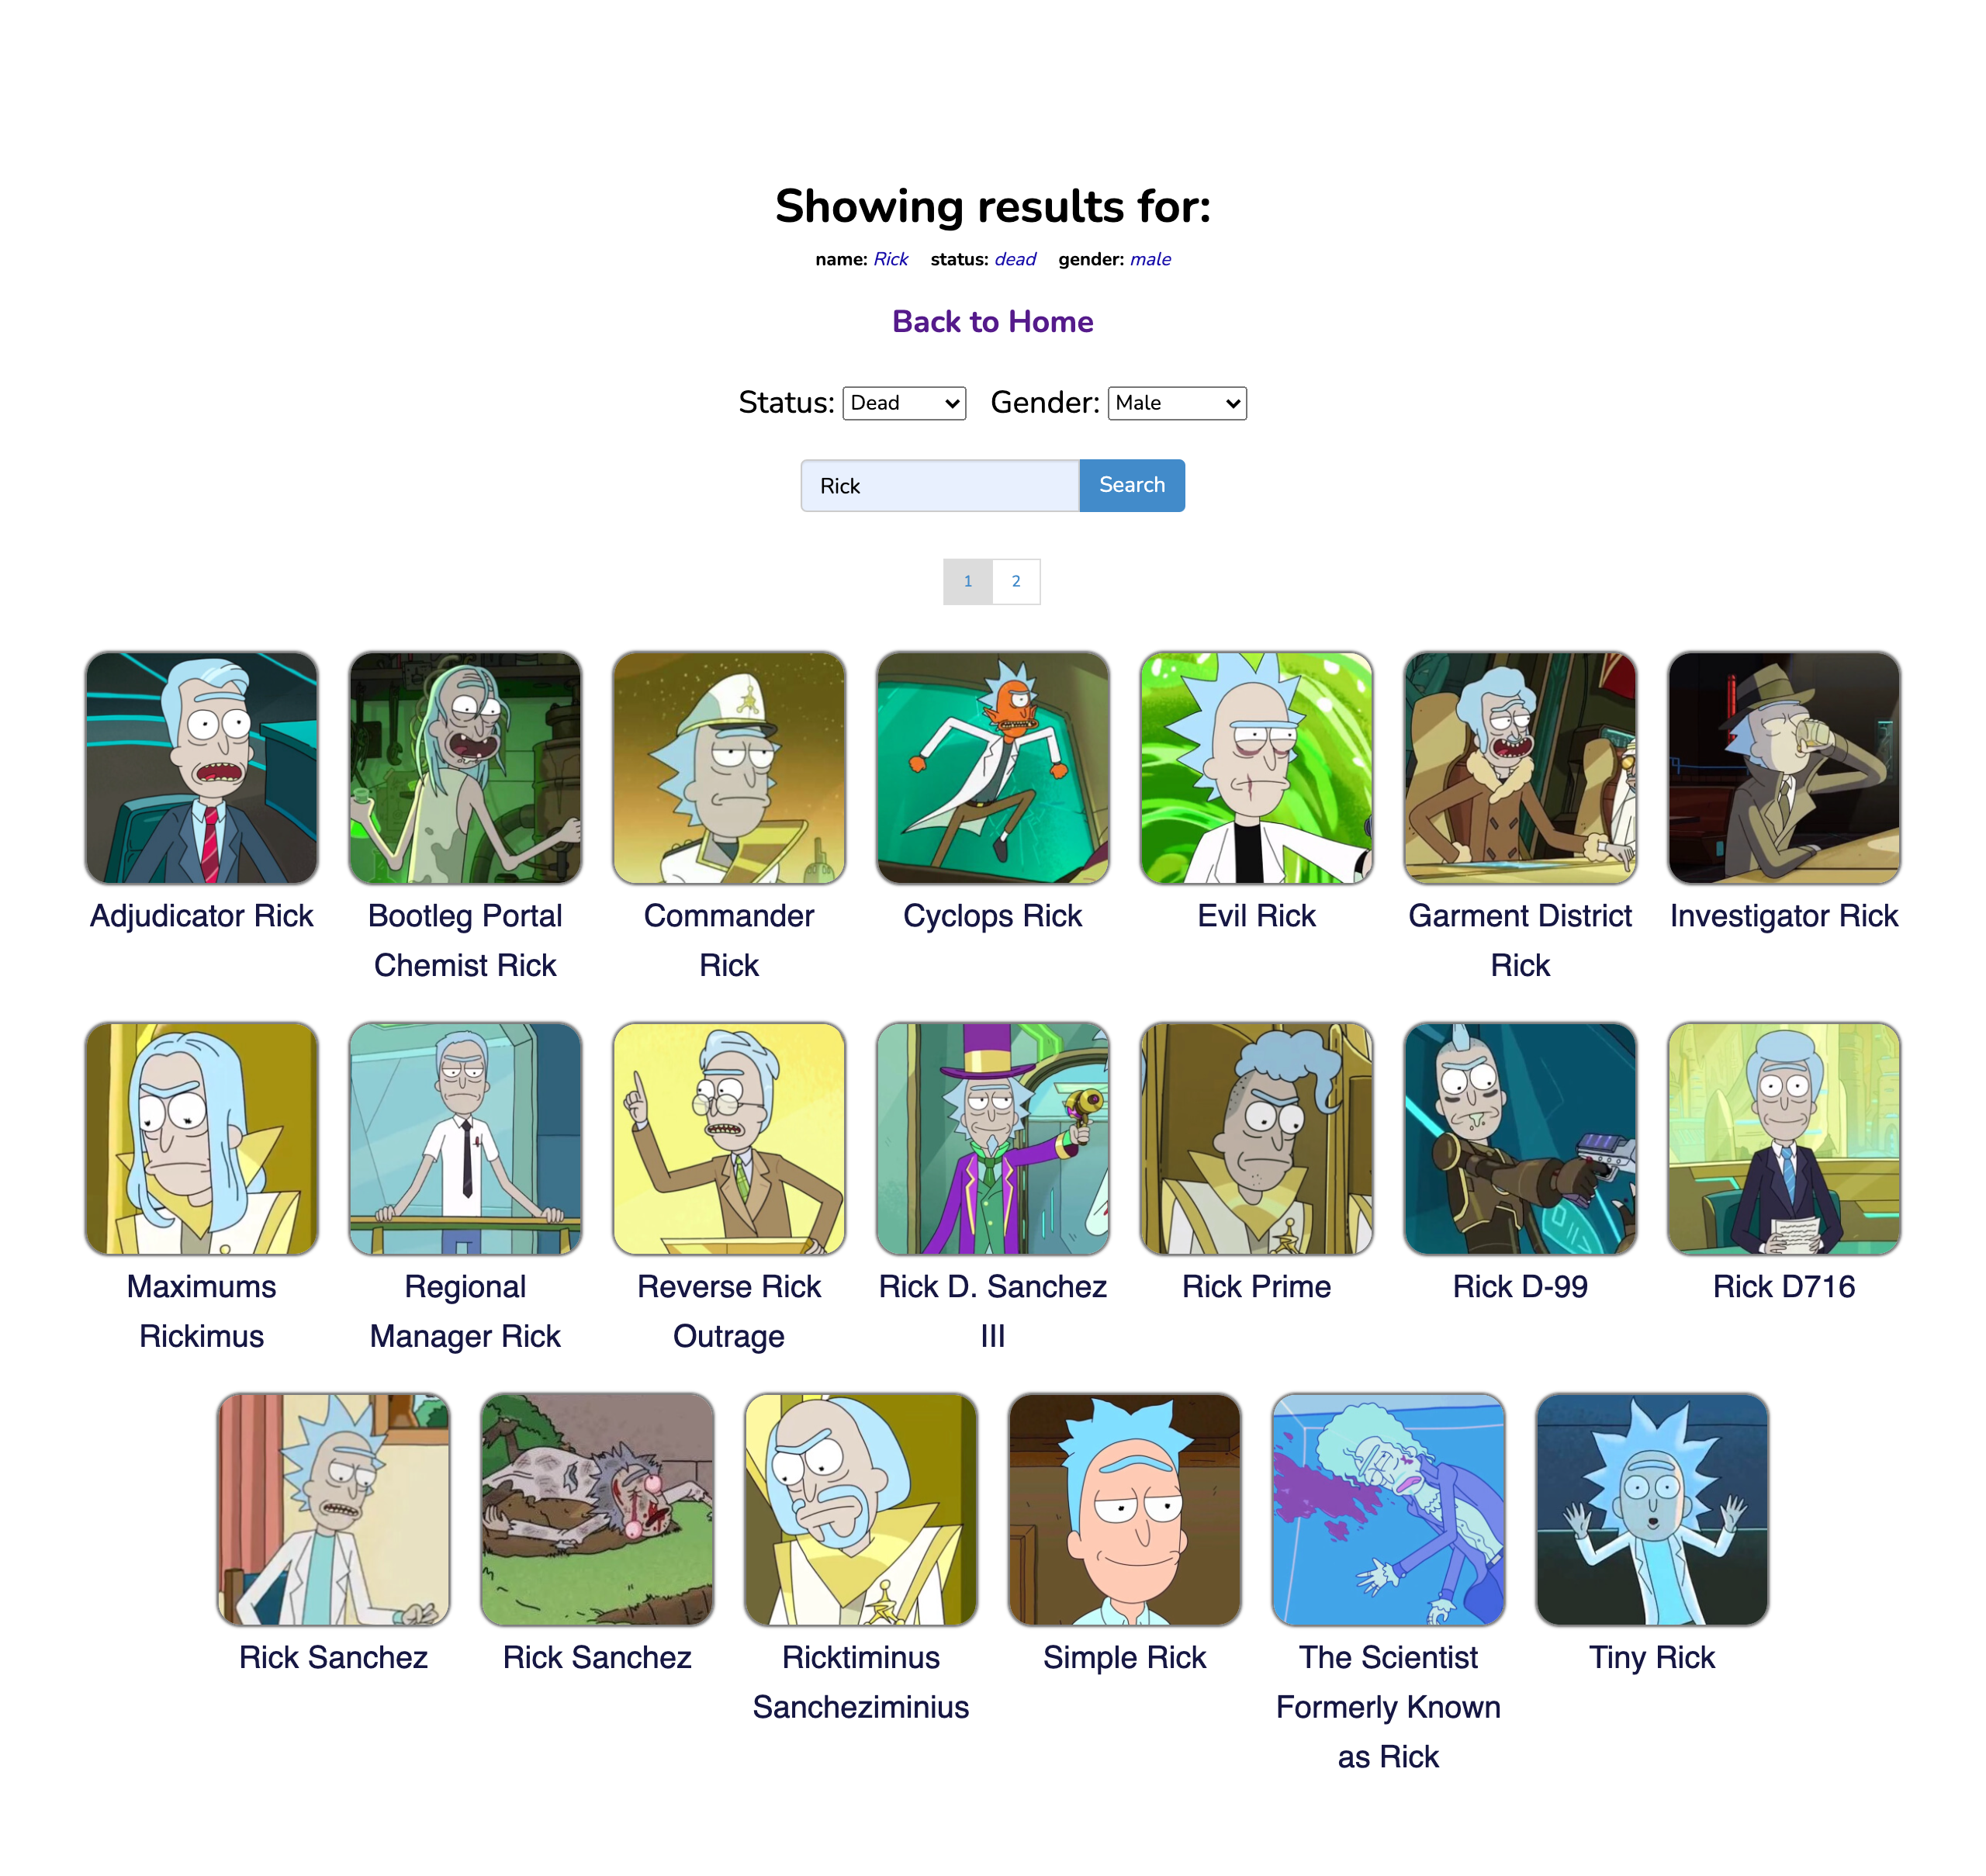 Showing results for:
name: Rick status: dead gender: male
Back to Home
Status: Dead Gender: Male
Rick Search
1 2
Adjudicator Rick
Bootleg Portal
Chemist Rick
Commander
Rick
Cyclops Rick
Evil Rick
Garment District
Rick
Investigator Rick
Maximums
Rickimus
Regional
Manager Rick
Reverse Rick
Outrage
Rick D. Sanchez
III
Rick Prime
Rick D-99
Rick D716
Rick Sanchez
Rick Sanchez
Ricktiminus
Sancheziminius
Simple Rick
The Scientist
Formerly Known
as Rick
Tiny Rick